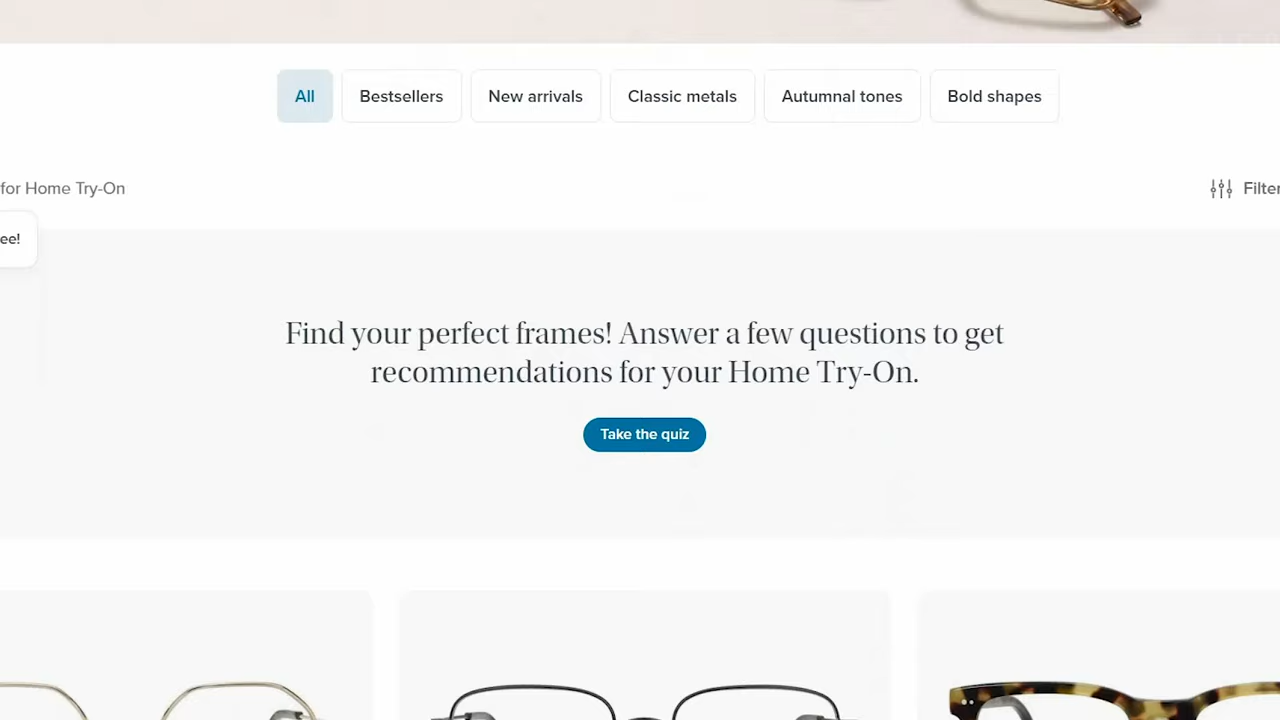 All
Bestsellers
New arrivals
Classic metals
Autumnal tones
Bold shapes
for Home Try-On
Filter
ee!
Find your perfect frames! Answer a few questions to get
recommendations for your Home Try-On.
Take the quiz